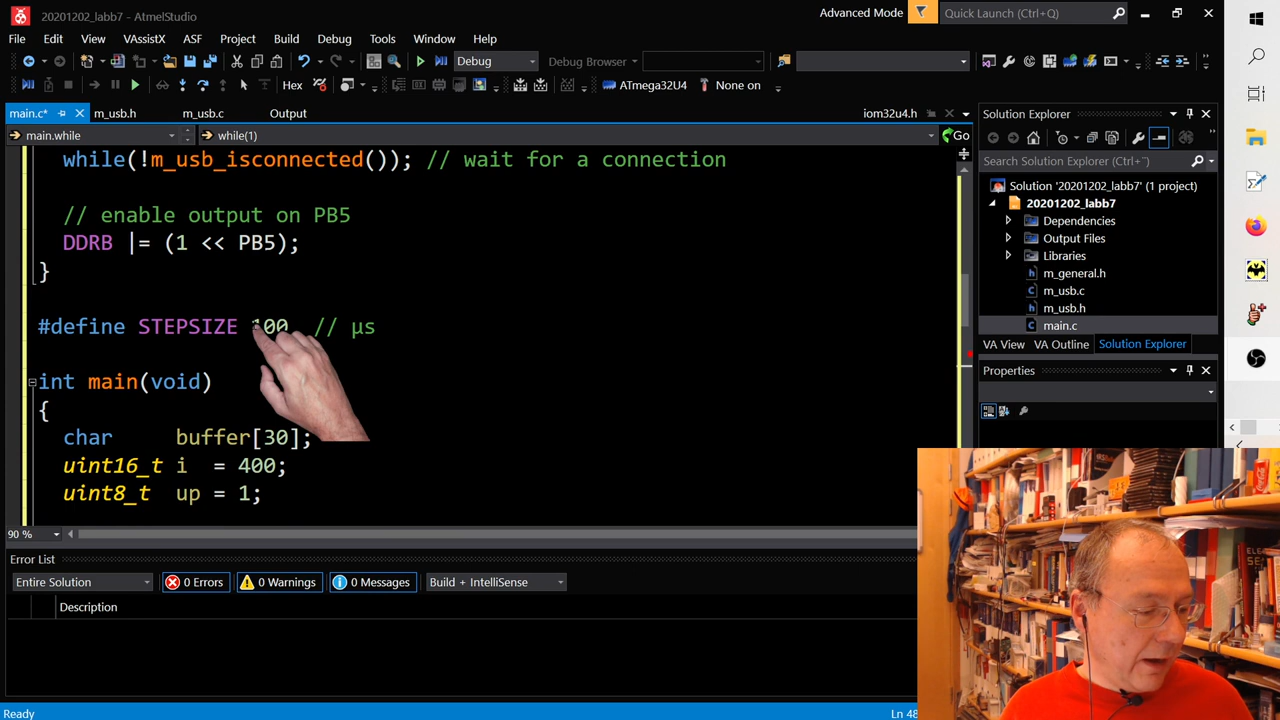 20201202_labb7 - AtmelStudio
Advanced Mode
Quick Launch (Ctrl+Q)
File Edit View VAssistX ASF Project Build Debug Tools Window Help
Debug
Debug Browser
Hex
ATmega32U4
None on
main.c*
m_usb.h
m_usb.c
Output
iom32u4.h
main.while
while(1)
Go
while(!m_usb_isconnected()); // wait for a connection
// enable output on PB5
DDRB |= (1 << PB5);
}
#define STEPSIZE 100 // µs
int main(void)
{
char buffer[30];
uint16_t i = 400;
uint8_t up = 1;
90 %
Error List
Entire Solution
0 Errors
0 Warnings
0 Messages
Build + IntelliSense
Description
Ready
Ln 48
Solution Explorer
Search Solution Explorer (Ctrl+¨)
Solution '20201202_labb7' (1 project)
20201202_labb7
Dependencies
Output Files
Libraries
m_general.h
m_usb.c
m_usb.h
main.c
VA View
VA Outline
Solution Explorer
Properties